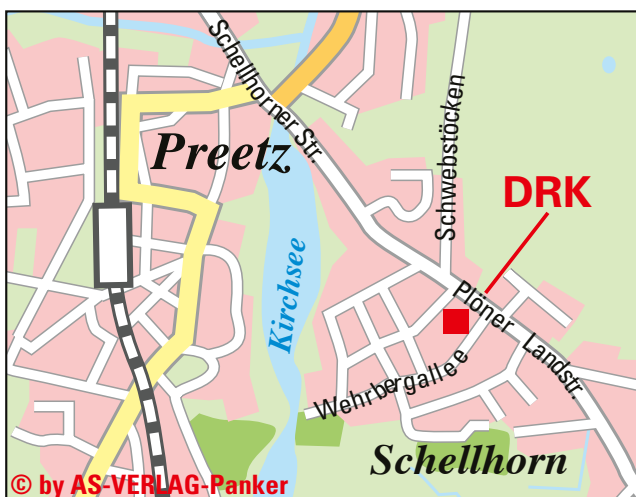 Schellhorner Str.
Preetz
Schwebstöcken
DRK
Kirchsee
Plöner Landstr.
Wehrbergallee
Schellhorn
© by AS-VERLAG-Panker